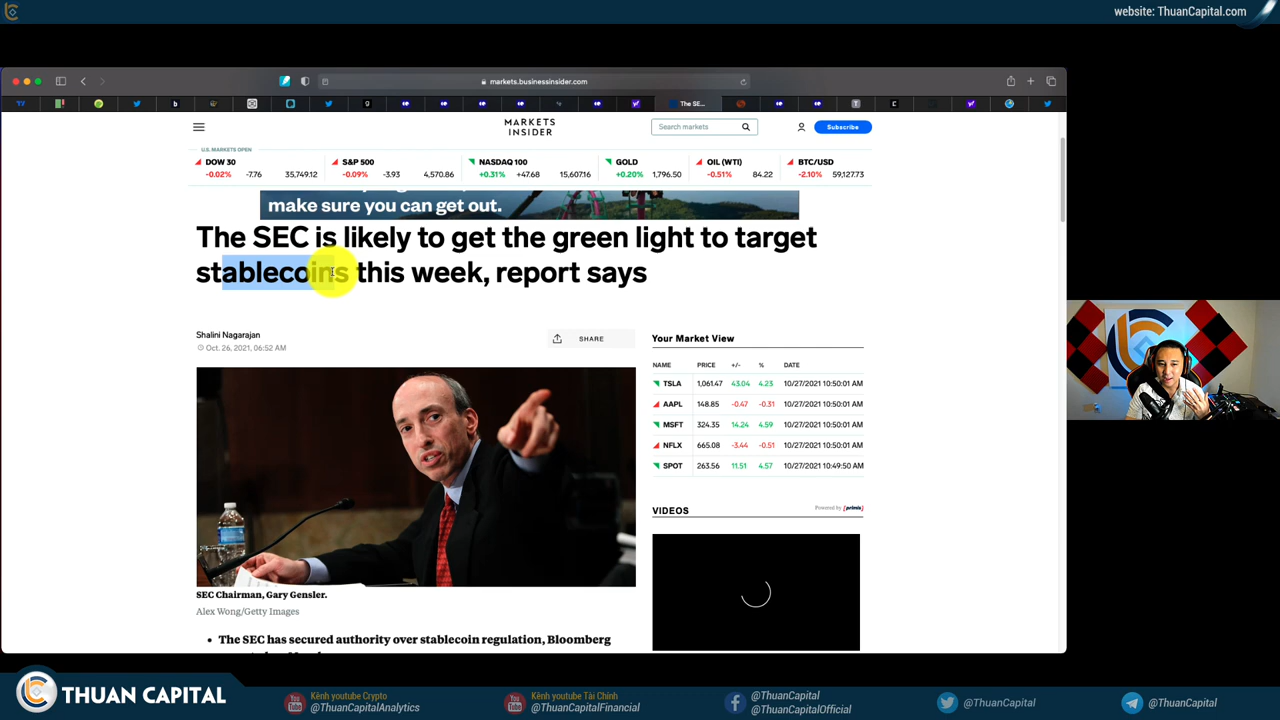 website: ThuanCapital.com
markets.businessinsider.com
The SE...
MARKETS
INSIDER
Search markets
Subscribe
U.S. MARKETS OPEN
DOW 30
-0.02% -7.76 35,749.12
S&P 500
-0.09% -3.93 4,570.86
NASDAQ 100
+0.31% +47.68 15,607.16
GOLD
+0.20% 1,796.50
OIL (WTI)
-0.51% 84.22
BTC/USD
-2.10% 59,127.73
make sure you can get out.
The SEC is likely to get the green light to target
stablecoins this week, report says
Shalini Nagarajan
Oct. 26, 2021, 06:52 AM
SHARE
SEC Chairman, Gary Gensler.
Alex Wong/Getty Images
• The SEC has secured authority over stablecoin regulation, Bloomberg
Your Market View
NAME PRICE +/- % DATE
TSLA 1,061.47 43.04 4.23 10/27/2021 10:50:01 AM
AAPL 148.85 -0.47 -0.31 10/27/2021 10:50:01 AM
MSFT 324.35 14.24 4.59 10/27/2021 10:50:01 AM
NFLX 665.08 -3.44 -0.51 10/27/2021 10:50:01 AM
SPOT 263.56 11.51 4.57 10/27/2021 10:49:50 AM
VIDEOS
Powered by [primis]
THUAN CAPITAL
Kênh youtube Crypto
@ThuanCapitalAnalytics
Kênh youtube Tài Chính
@ThuanCapitalFinancial
@ThuanCapital
@ThuanCapitalOfficial
@ThuanCapital
@ThuanCapital